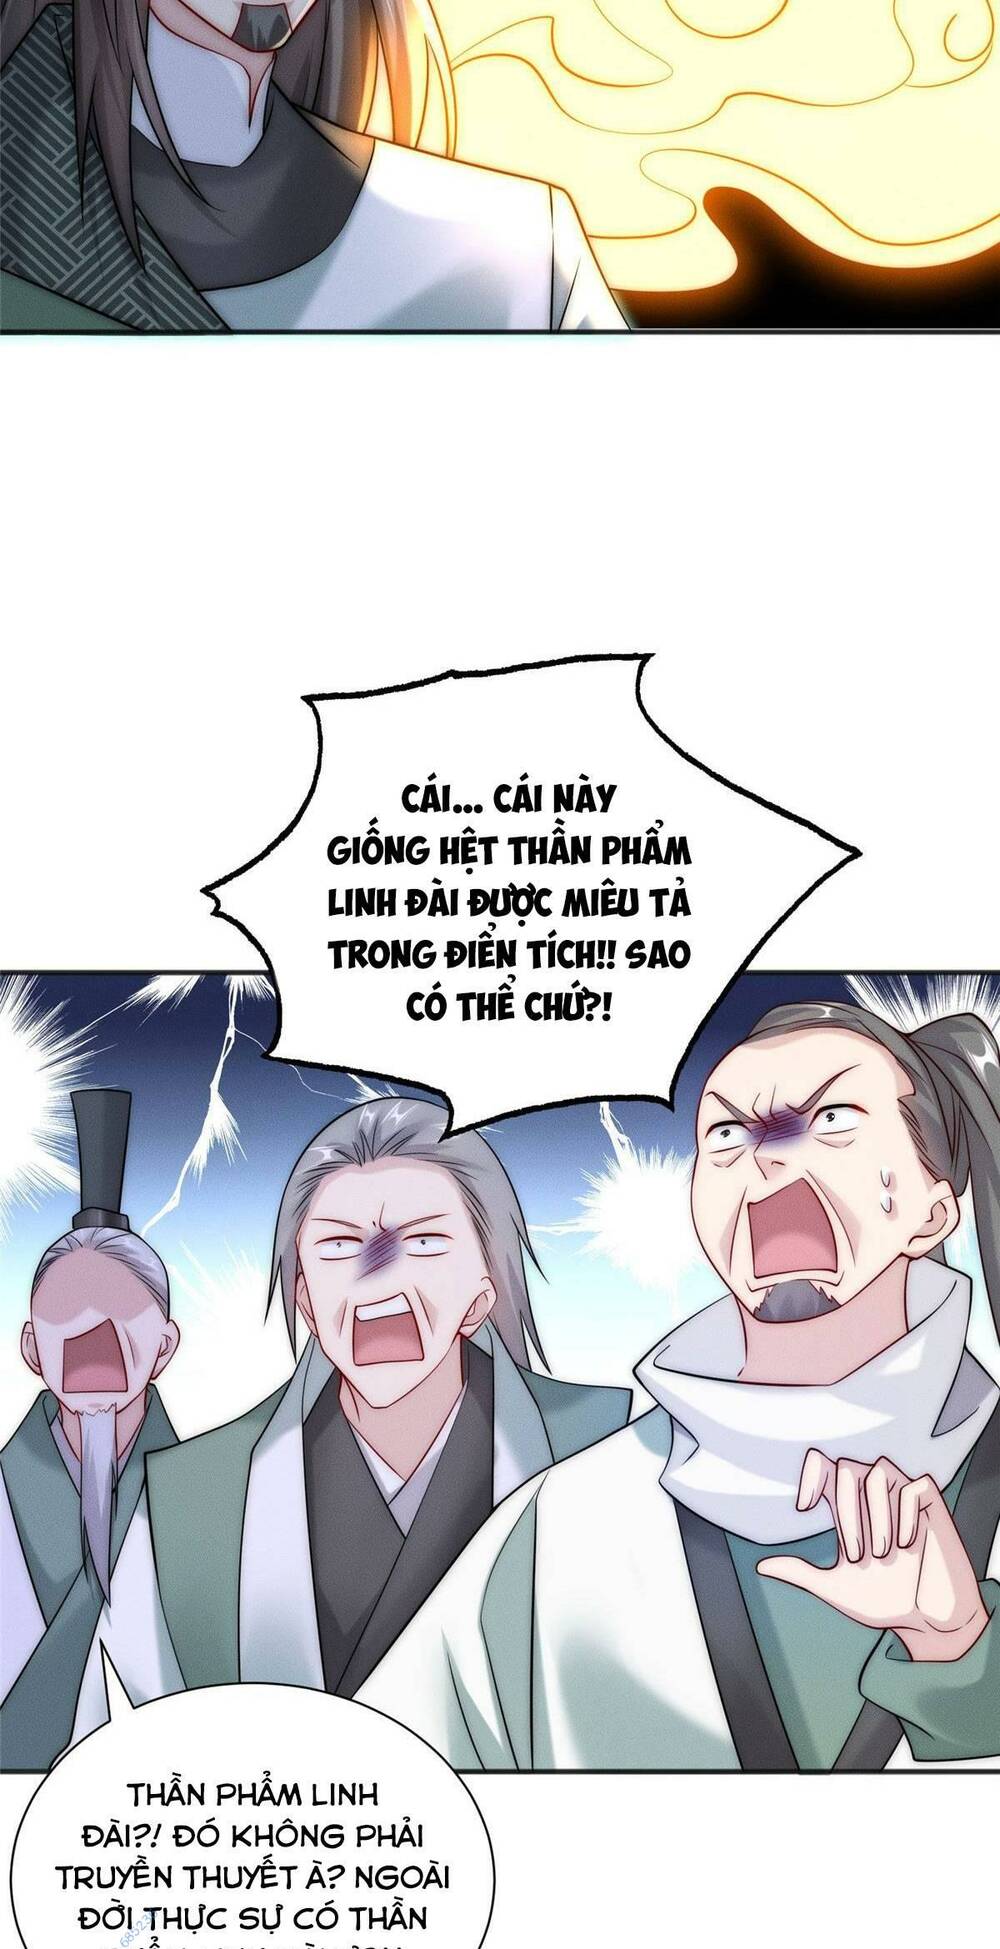 CÁI... CÁI NÀY
GIỐNG HỆT THẦN PHẨM
LINH ĐÀI ĐƯỢC MIÊU TẢ
TRONG ĐIỂN TÍCH!! SAO
CÓ THỂ CHỨ?!
THẦN PHẨM LINH
ĐÀI?! ĐÓ KHÔNG PHẢI
TRUYỀN THUYẾT À? NGOÀI
ĐỜI THỰC SỰ CÓ THẦN